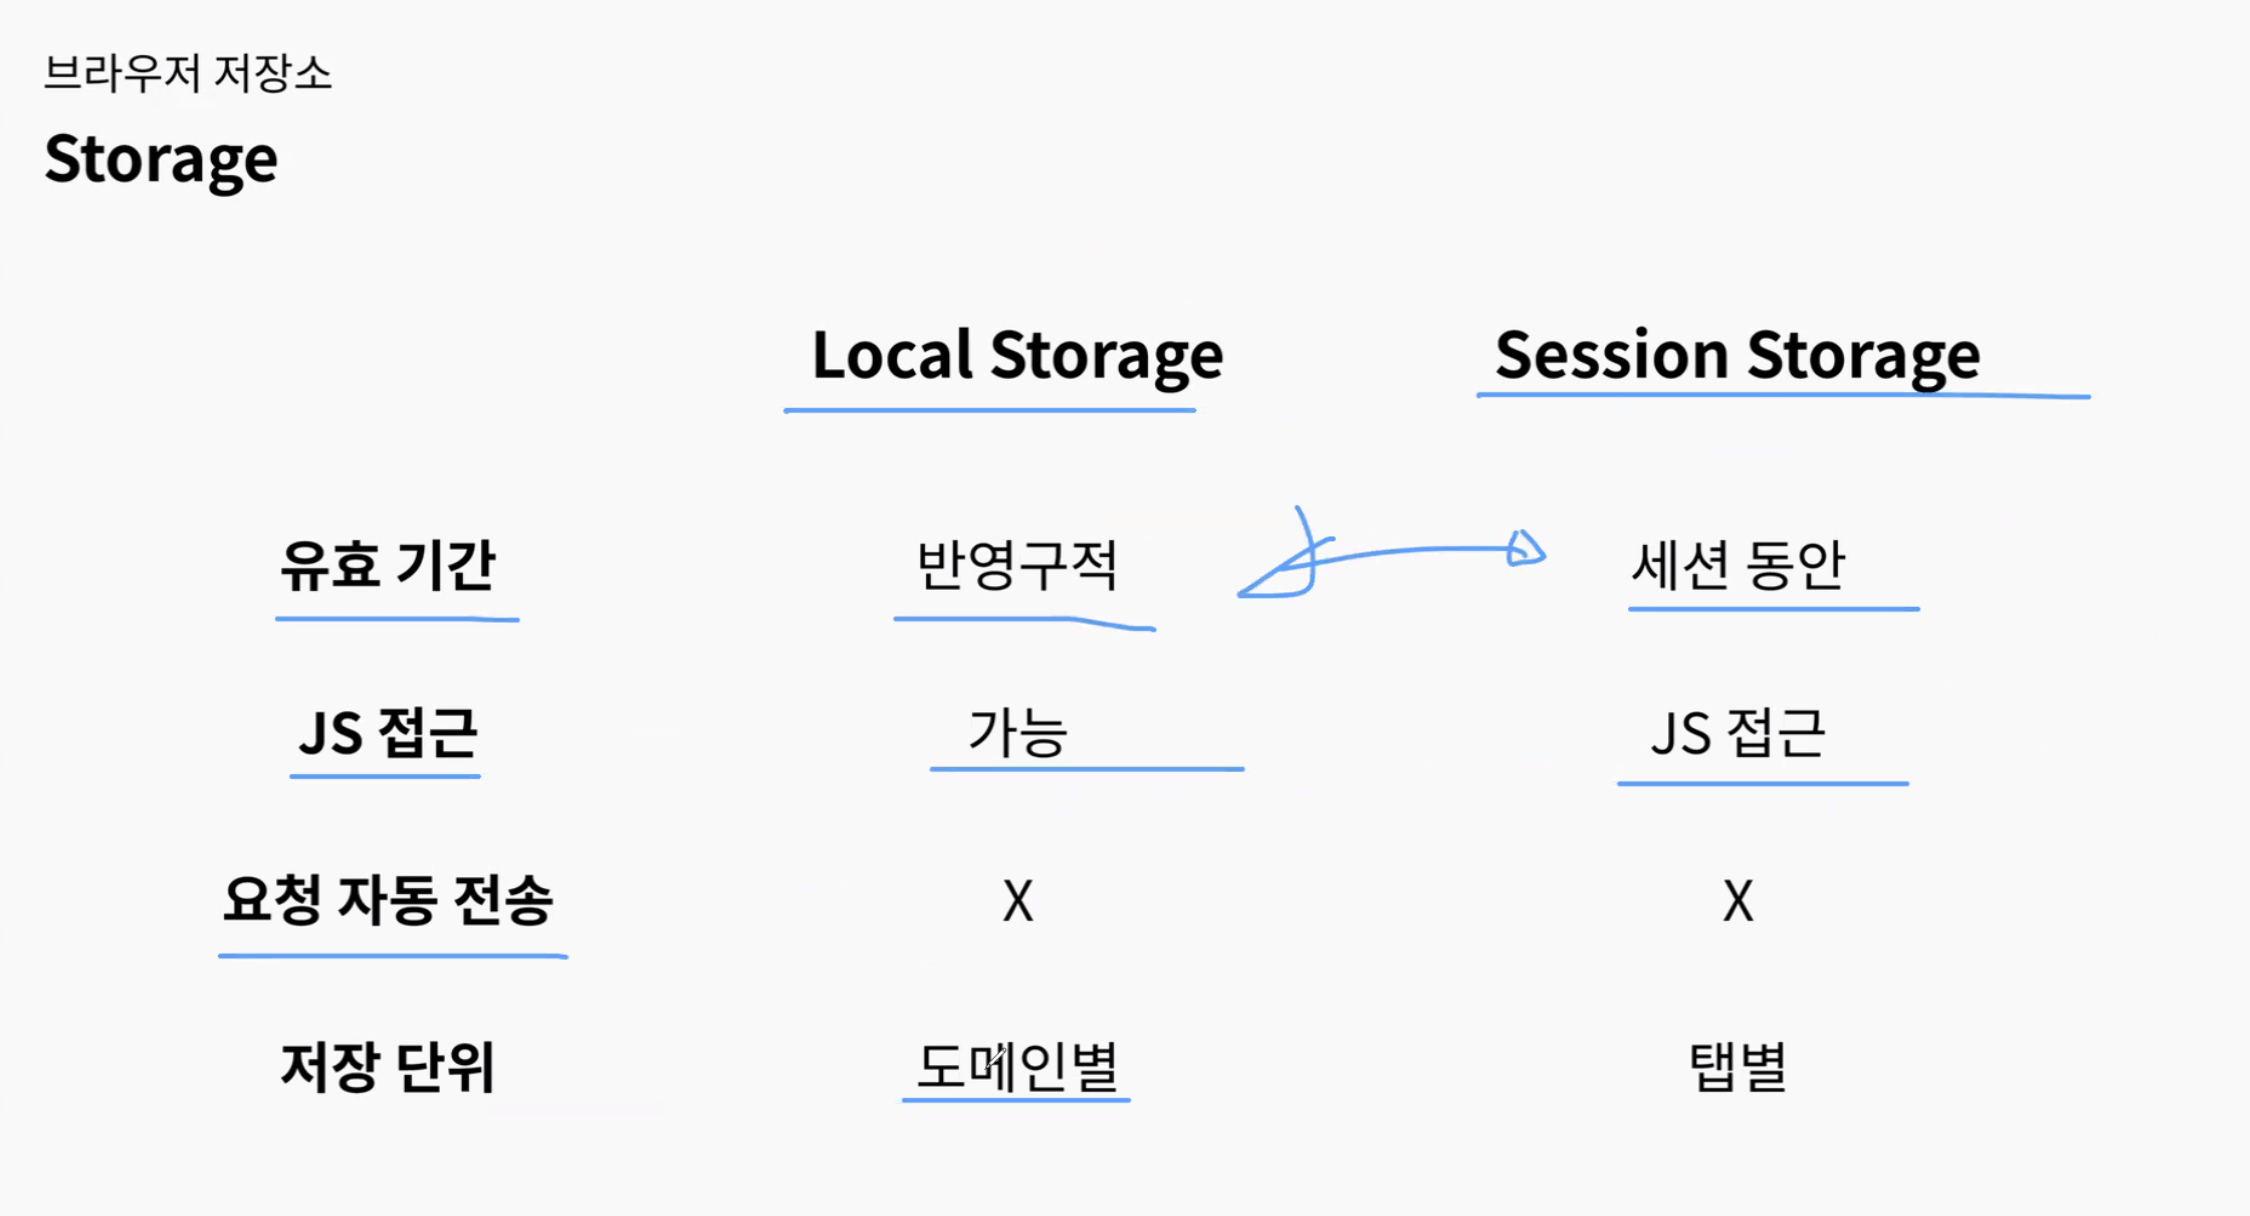 브라우저 저장소
Storage
Local Storage Session Storage
유효 기간 반영구적 세션 동안
JS 접근 가능 JS 접근
요청 자동 전송 X X
저장 단위 도메인별 탭별